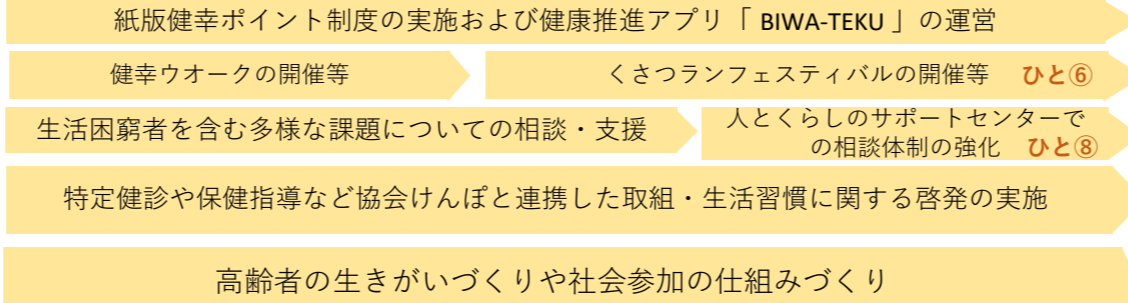 紙版健幸ポイント制度の実施および健康推進アプリ「 BIWA-TEKU 」の運営
健幸ウオークの開催等
くさつランフェスティバルの開催等 ひと⑥
生活困窮者を含む多様な課題についての相談・支援
人とくらしのサポートセンターで
の相談体制の強化 ひと⑧
特定健診や保健指導など協会けんぽと連携した取組・生活習慣に関する啓発の実施
高齢者の生きがいづくりや社会参加の仕組みづくり